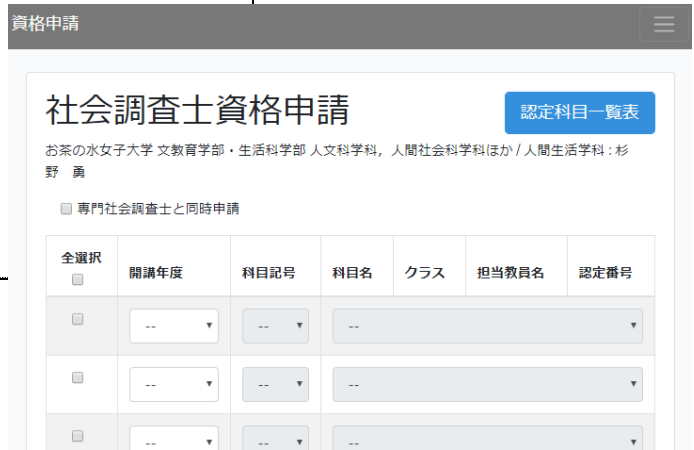 資格申請
社会調査士資格申請
認定科目一覧表
お茶の水女子大学 文教育学部・生活科学部 人文科学科，人間社会科学科ほか / 人間生活学科 : 杉
野　勇
専門社会調査士と同時申請
全選択 開講年度 科目記号 科目名 クラス 担当教員名 認定番号
-- -- --
-- -- --
-- -- --